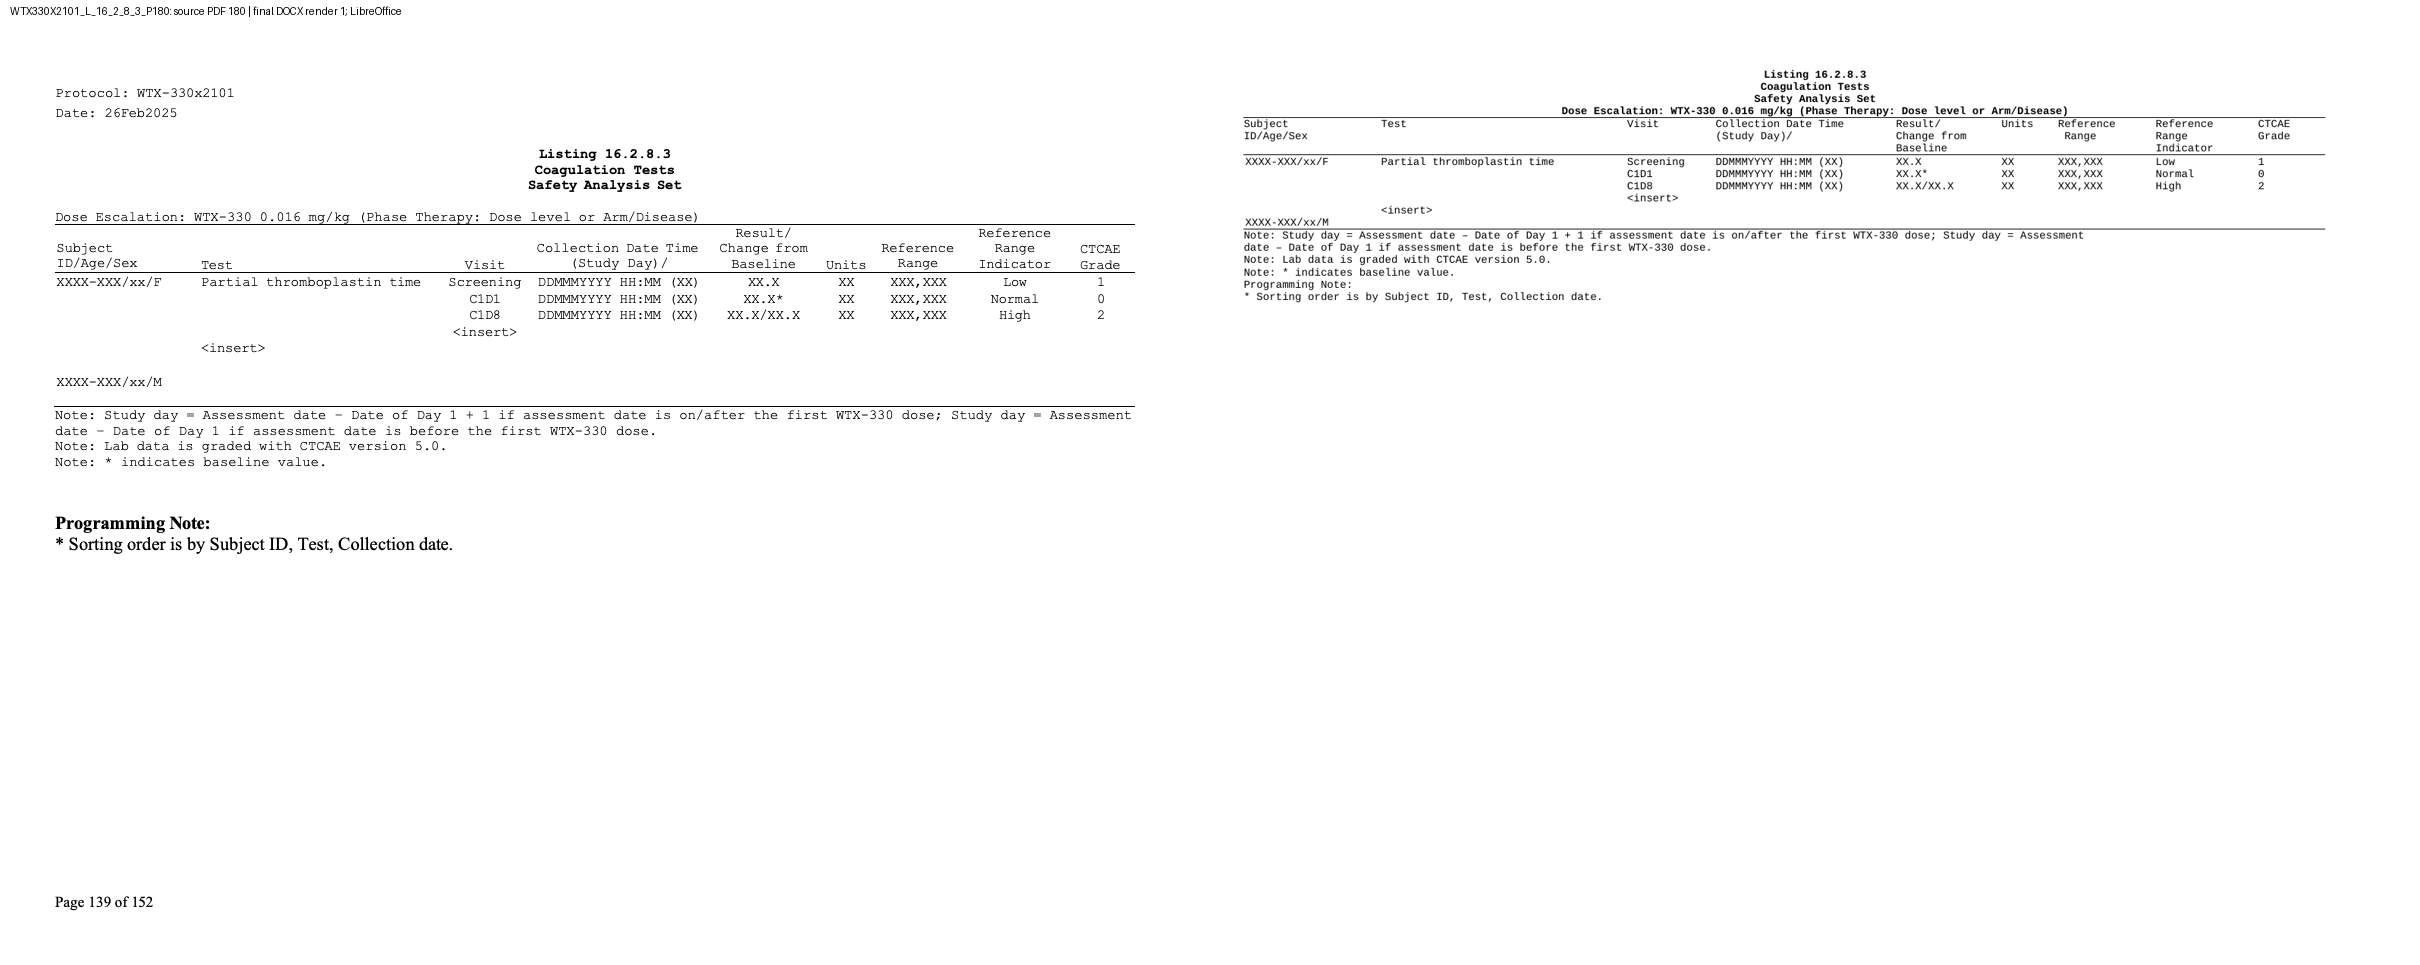 WTX330X2101_L_16_2_8_3_P180: source PDF 180 | final DOCX render 1; LibreOffice
Protocol: WTX-330x2101
Date: 26Feb2025
Listing 16.2.8.3
Coagulation Tests
Safety Analysis Set
Dose Escalation: WTX-330 0.016 mg/kg (Phase Therapy: Dose level or Arm/Disease)
Result/ Reference
Subject Collection Date Time Change from Reference Range CTCAE
ID/Age/Sex Test Visit (Study Day)/ Baseline Units Range Indicator Grade
XXXX-XXX/xx/F Partial thromboplastin time Screening DDMMMYYYY HH:MM (XX) XX.X XX XXX,XXX Low 1
C1D1 DDMMMYYYY HH:MM (XX) XX.X* XX XXX,XXX Normal 0
C1D8 DDMMMYYYY HH:MM (XX) XX.X/XX.X XX XXX,XXX High 2
<insert>
<insert>
XXXX-XXX/xx/M
Note: Study day = Assessment date – Date of Day 1 + 1 if assessment date is on/after the first WTX-330 dose; Study day = Assessment
date – Date of Day 1 if assessment date is before the first WTX-330 dose.
Note: Lab data is graded with CTCAE version 5.0.
Note: * indicates baseline value.
Programming Note:
* Sorting order is by Subject ID, Test, Collection date.
Page 139 of 152
Listing 16.2.8.3
Coagulation Tests
Safety Analysis Set
Dose Escalation: WTX-330 0.016 mg/kg (Phase Therapy: Dose level or Arm/Disease)
Subject Test Visit Collection Date Time Result/ Units Reference Reference CTCAE
ID/Age/Sex (Study Day)/ Change from Range Range Grade
Baseline Indicator
XXXX-XXX/xx/F Partial thromboplastin time Screening DDMMMYYYY HH:MM (XX) XX.X XX XXX,XXX Low 1
C1D1 DDMMMYYYY HH:MM (XX) XX.X* XX XXX,XXX Normal 0
C1D8 DDMMMYYYY HH:MM (XX) XX.X/XX.X XX XXX,XXX High 2
<insert>
<insert>
XXXX-XXX/xx/M
Note: Study day = Assessment date – Date of Day 1 + 1 if assessment date is on/after the first WTX-330 dose; Study day = Assessment
date – Date of Day 1 if assessment date is before the first WTX-330 dose.
Note: Lab data is graded with CTCAE version 5.0.
Note: * indicates baseline value.
Programming Note:
* Sorting order is by Subject ID, Test, Collection date.